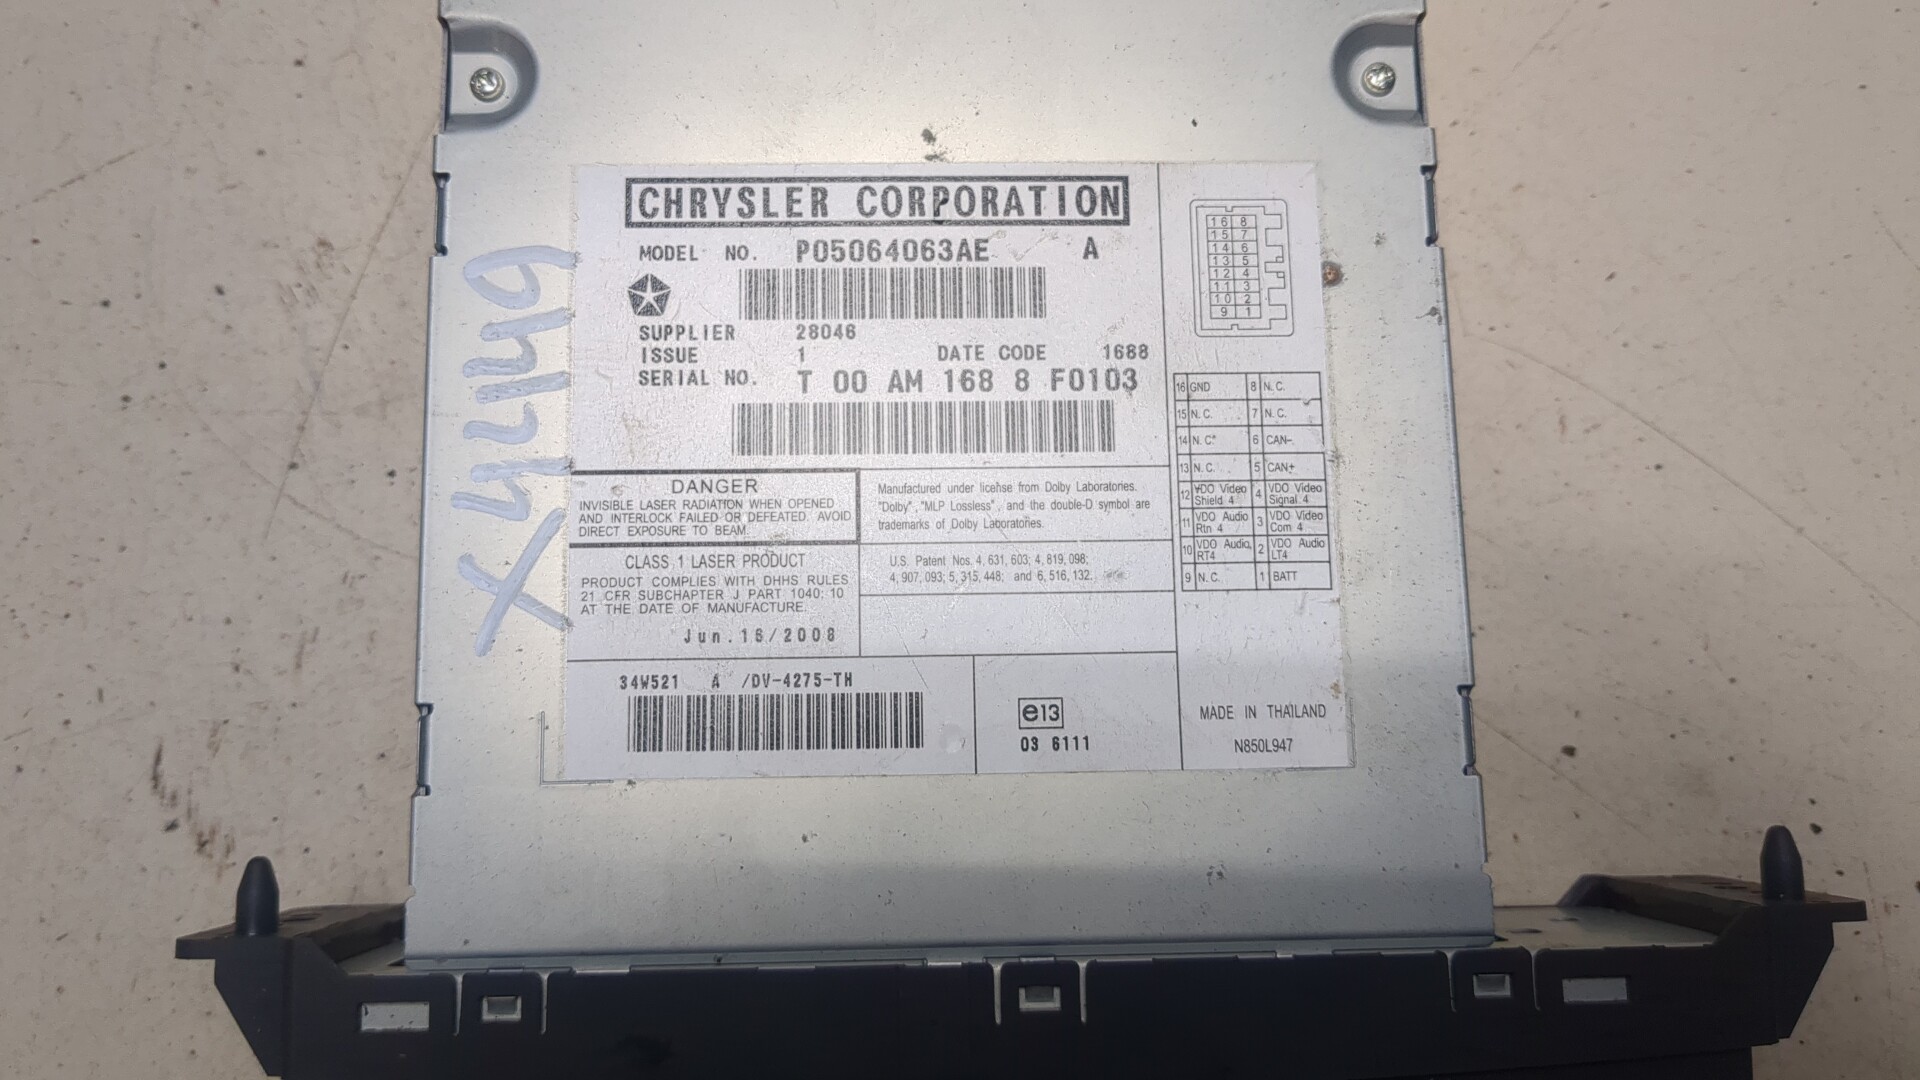 CHRYSLER CORPORATION
MODEL NO. P05064063AE A
SUPPLIER 28046
ISSUE 1 DATE CODE 1688
SERIAL NO. T 00 AM 168 8 F0103
DANGER
INVISIBLE LASER RADIATION WHEN OPENED
AND INTERLOCK FAILED OR DEFEATED. AVOID
DIRECT EXPOSURE TO BEAM.
CLASS 1 LASER PRODUCT
PRODUCT COMPLIES WITH DHHS RULES
21 CFR SUBCHAPTER J PART 1040; 10
AT THE DATE OF MANUFACTURE.
Jun.16/2008
Manufactured under license from Dolby Laboratories.
"Dolby", "MLP Lossless", and the double-D symbol are
trademarks of Dolby Laboratories.
U.S. Patent Nos. 4, 631, 603; 4, 819, 098;
4, 907, 093; 5, 315, 448; and 6, 516, 132.
34W521 A /DV-4275-TH
e13
03 6111
16 8
15 7
14 6
13 5
12 4
11 3
10 2
9 1
16 GND 8 N.C.
15 N.C. 7 N.C.
14 N.C. 6 CAN-
13 N.C. 5 CAN+
12 VDO Video Shield 4 4 VDO Video Signal 4
11 VDO Audio Rtn 4 3 VDO Video Com 4
10 VDO Audio RT4 2 VDO Audio LT4
9 N.C. 1 BATT
MADE IN THAILAND
N850L947